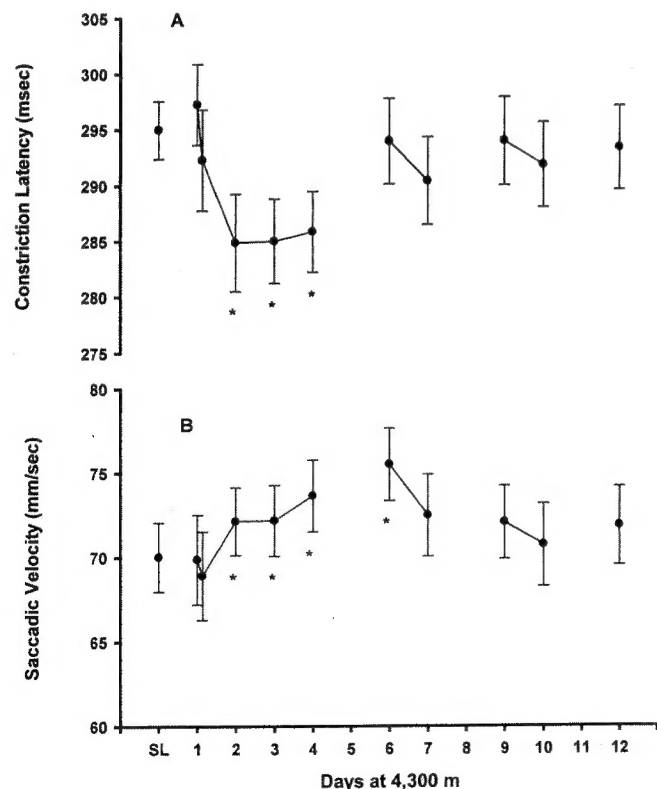 A
Constriction Latency (msec)
305
300
295
290
285
280
275
* * *
B
Saccadic Velocity (mm/sec)
80
75
70
65
60
* * * *
SL 1 2 3 4 5 6 7 8 9 10 11 12
Days at 4,300 m